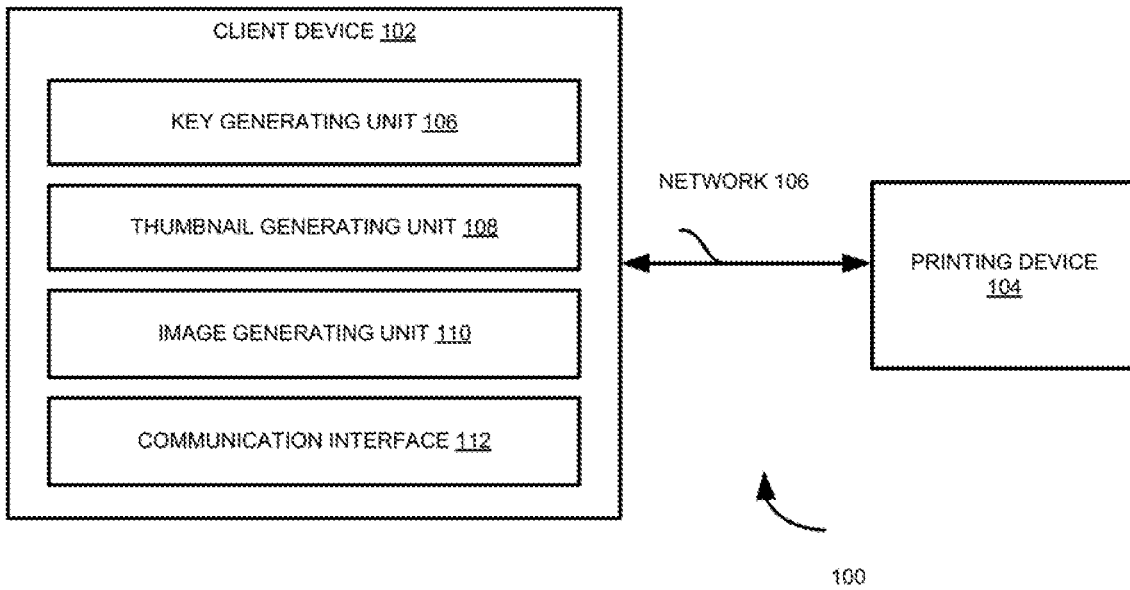 CLIENT DEVICE 102
KEY GENERATING UNIT 106
THUMBNAIL GENERATING UNIT 108
IMAGE GENERATING UNIT 110
COMMUNICATION INTERFACE 112
NETWORK 106
PRINTING DEVICE
104
100